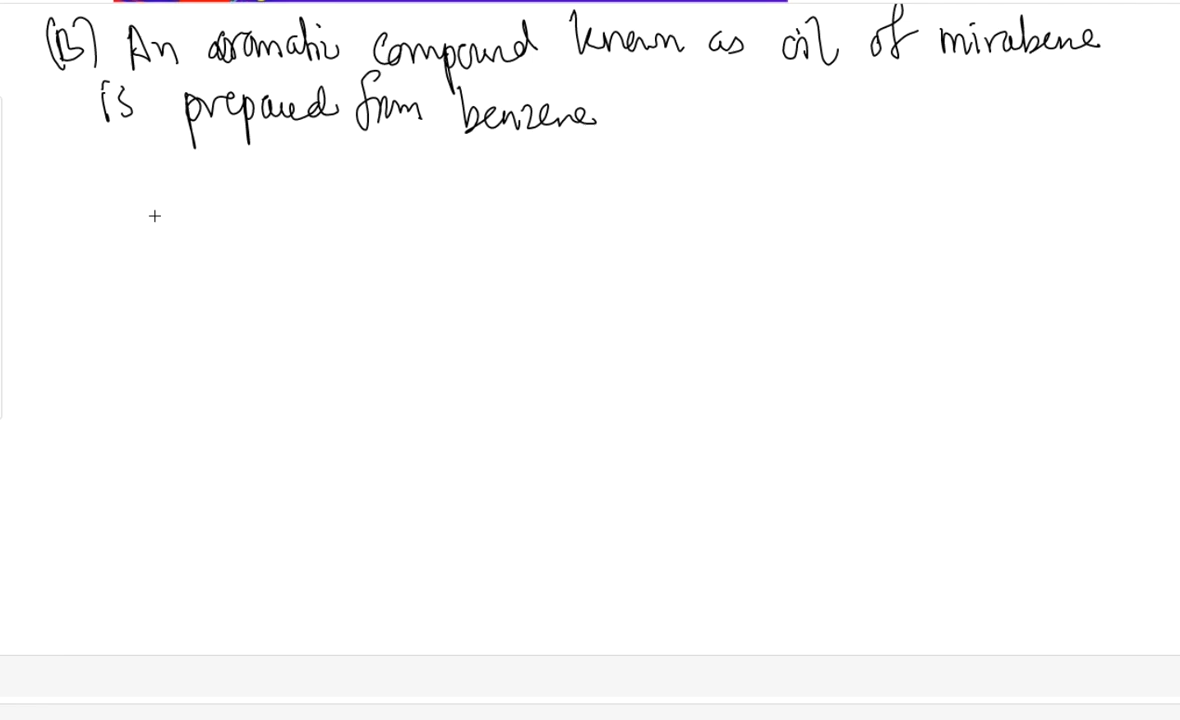 (B) An aromatic compound known as oil of mirabene
is prepared from benzene